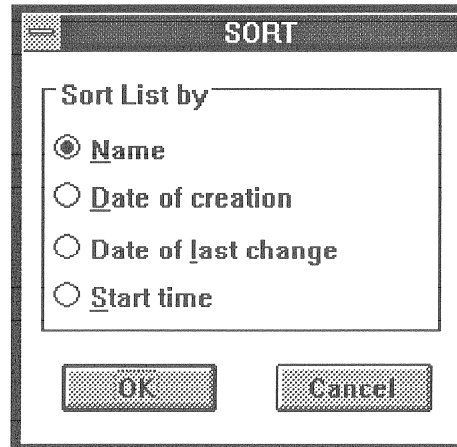 SORT
Sort List by
Name
Date of creation
Date of last change
Start time
OK
Cancel